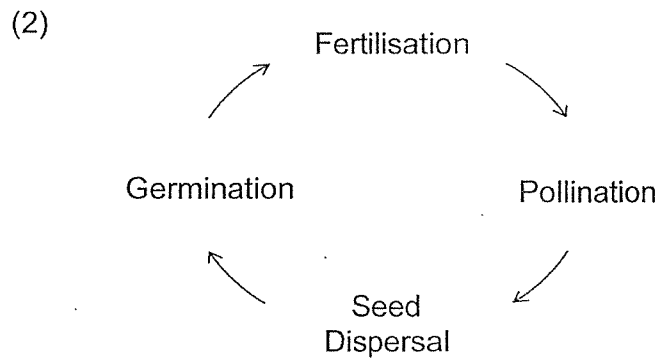 (2)
Fertilisation
Germination
Pollination
Seed
Dispersal